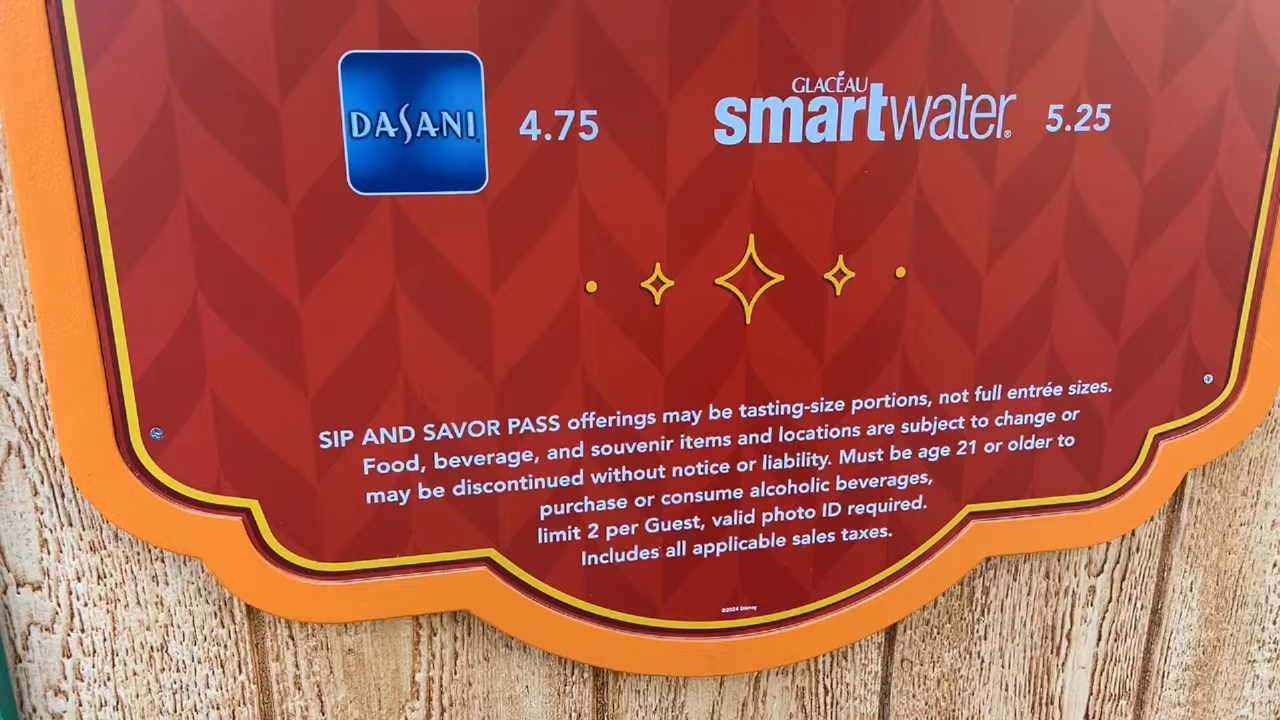 DASANI 4.75
GLACÉAU
smartwater 5.25
SIP AND SAVOR PASS offerings may be tasting-size portions, not full entrée sizes.
Food, beverage, and souvenir items and locations are subject to change or
may be discontinued without notice or liability. Must be age 21 or older to
purchase or consume alcoholic beverages,
limit 2 per Guest, valid photo ID required.
Includes all applicable sales taxes.
©2024 Disney